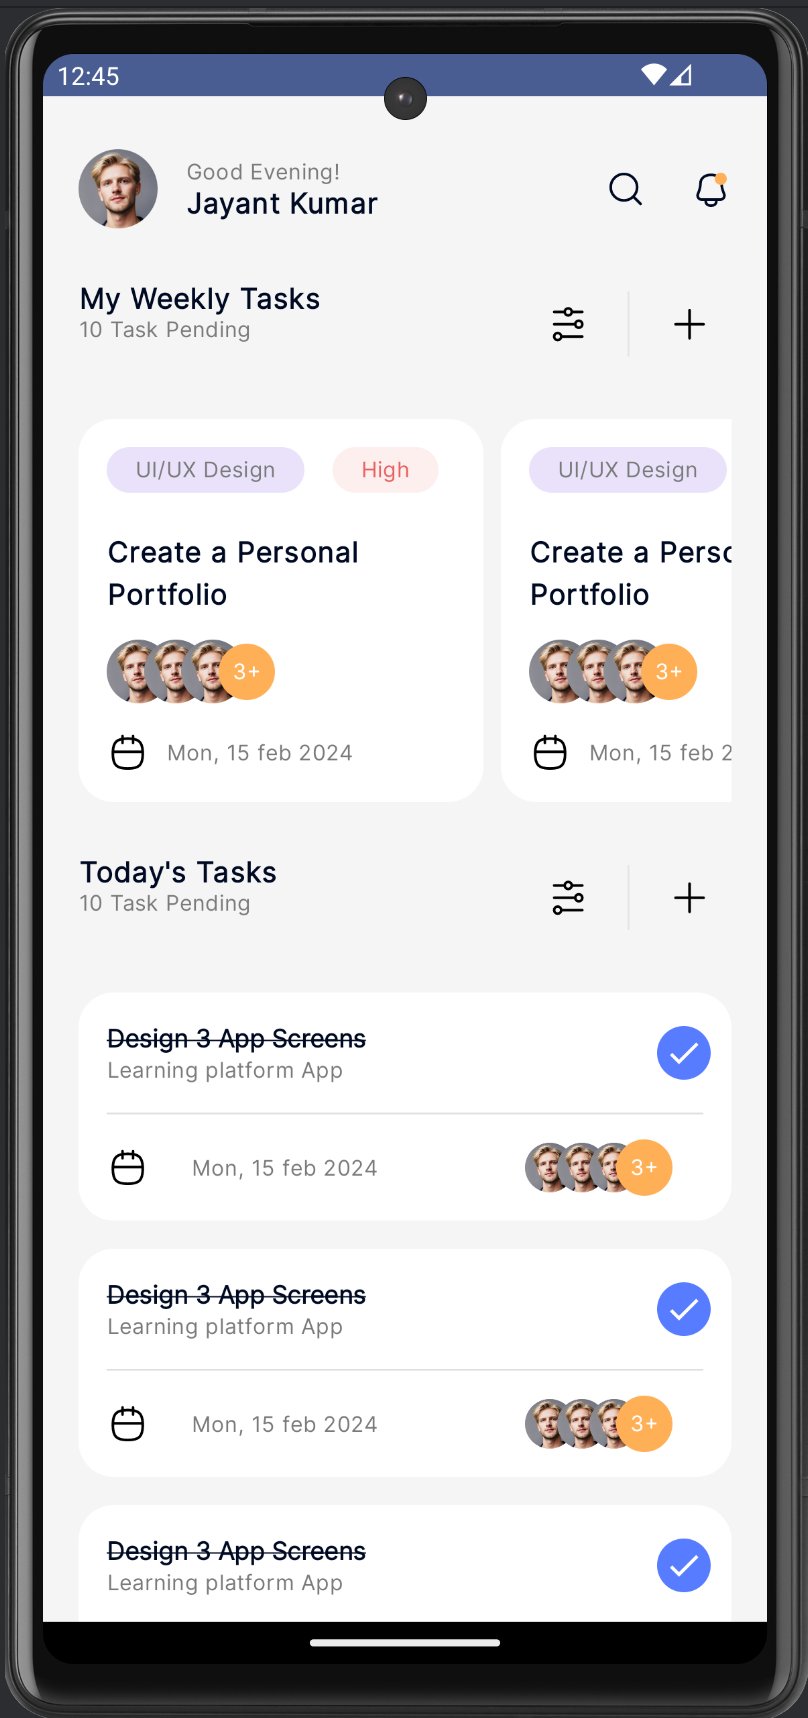 12:45
Good Evening!
Jayant Kumar
My Weekly Tasks
10 Task Pending
UI/UX Design
High
Create a Personal
Portfolio
3+
Mon, 15 feb 2024
UI/UX Design
Create a Perso
Portfolio
3+
Mon, 15 feb 2
Today's Tasks
10 Task Pending
Design 3 App Screens
Learning platform App
Mon, 15 feb 2024
3+
Design 3 App Screens
Learning platform App
Mon, 15 feb 2024
3+
Design 3 App Screens
Learning platform App